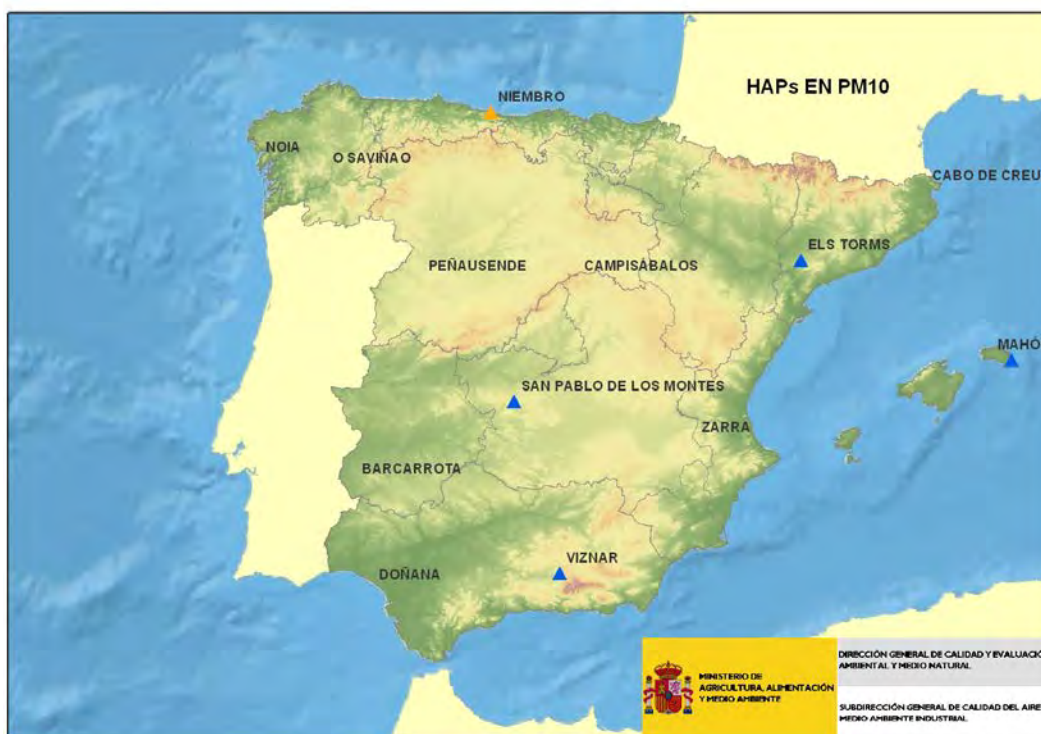 HAPs EN PM10
NIEMBRO
NOIA
O SAVIÑAO
CABO DE CREU
ELS TORMS
PEÑAUSENDE
CAMPISÁBALOS
MAHÓ
SAN PABLO DE LOS MONTES
ZARRA
BARCARROTA
VIZNAR
DOÑANA
MINISTERIO DE
AGRICULTURA, ALIMENTACIÓN
Y MEDIO AMBIENTE
DIRECCIÓN GENERAL DE CALIDAD Y EVALUACIÓ
AMBIENTAL Y MEDIO NATURAL
SUBDIRECCIÓN GENERAL DE CALIDAD DEL AIRE
MEDIO AMBIENTE INDUSTRIAL